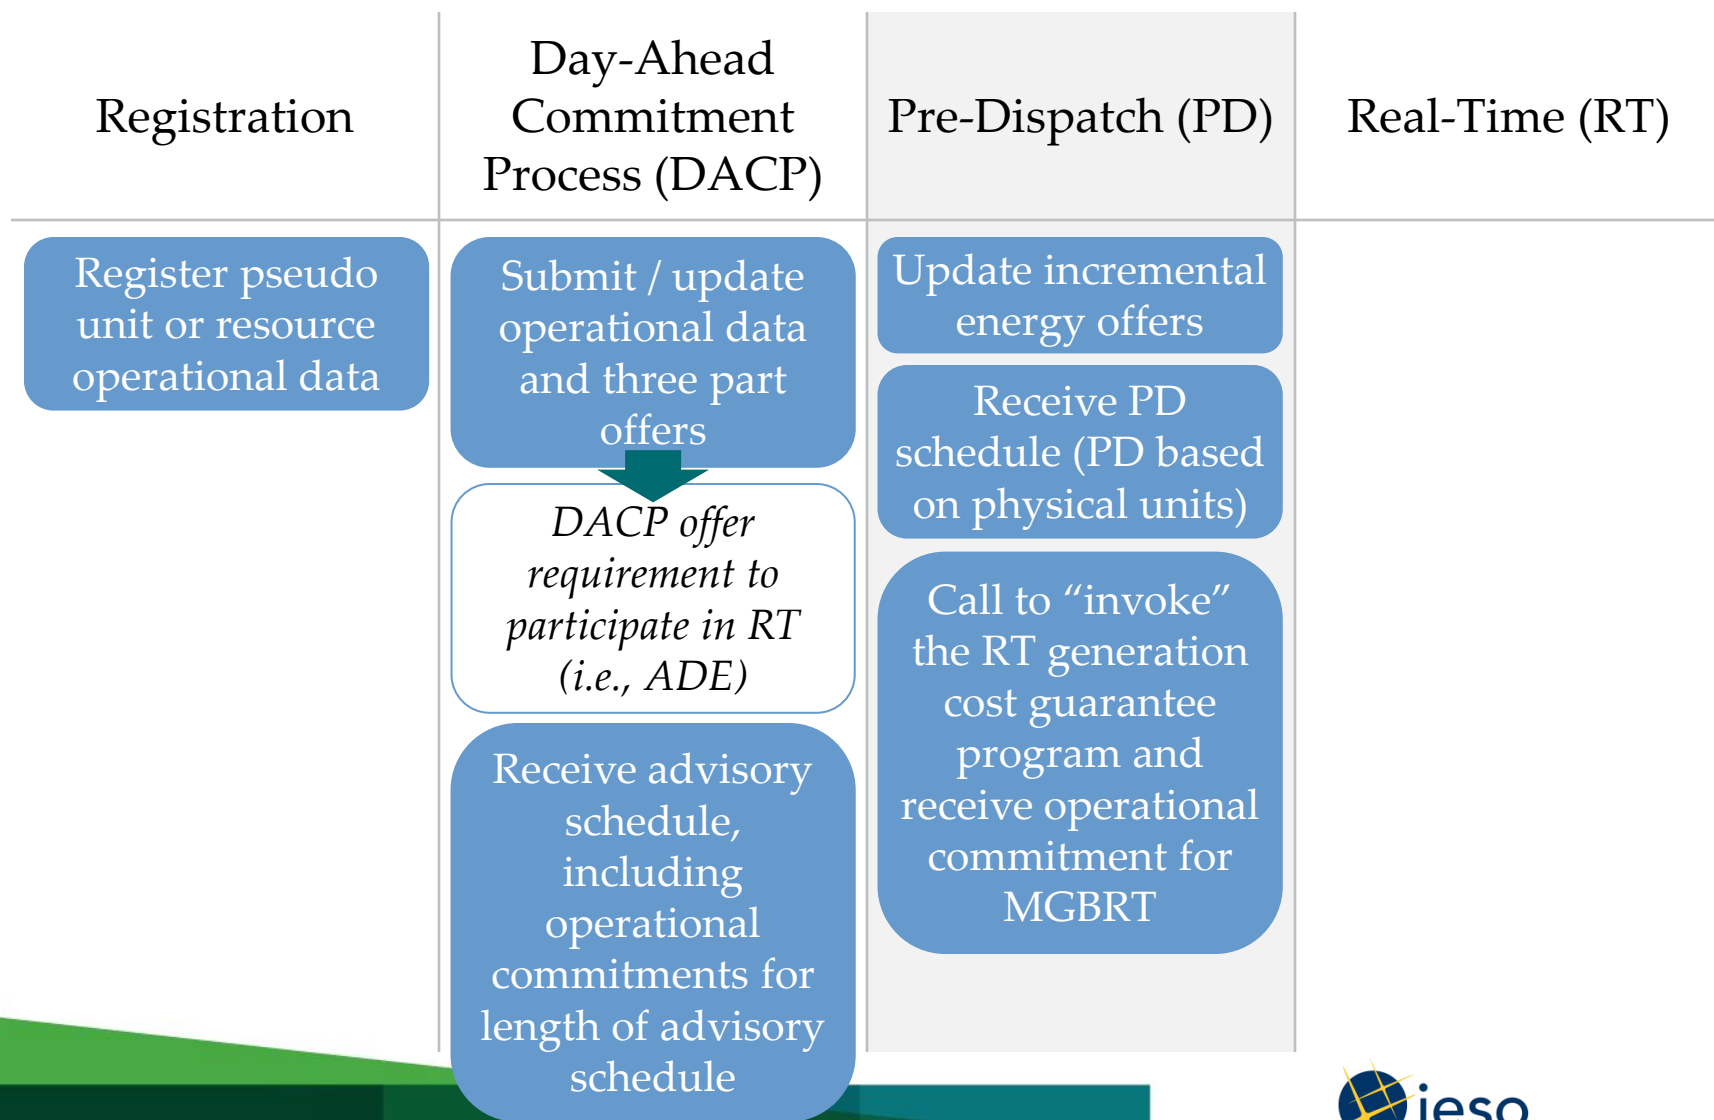 Registration
Day-Ahead
Commitment
Process (DACP)
Pre-Dispatch (PD)
Real-Time (RT)
Register pseudo
unit or resource
operational data
Submit / update
operational data
and three part
offers
DACP offer
requirement to
participate in RT
(i.e., ADE)
Receive advisory
schedule,
including
operational
commitments for
length of advisory
schedule
Update incremental
energy offers
Receive PD
schedule (PD based
on physical units)
Call to “invoke”
the RT generation
cost guarantee
program and
receive operational
commitment for
MGBRT
ieso